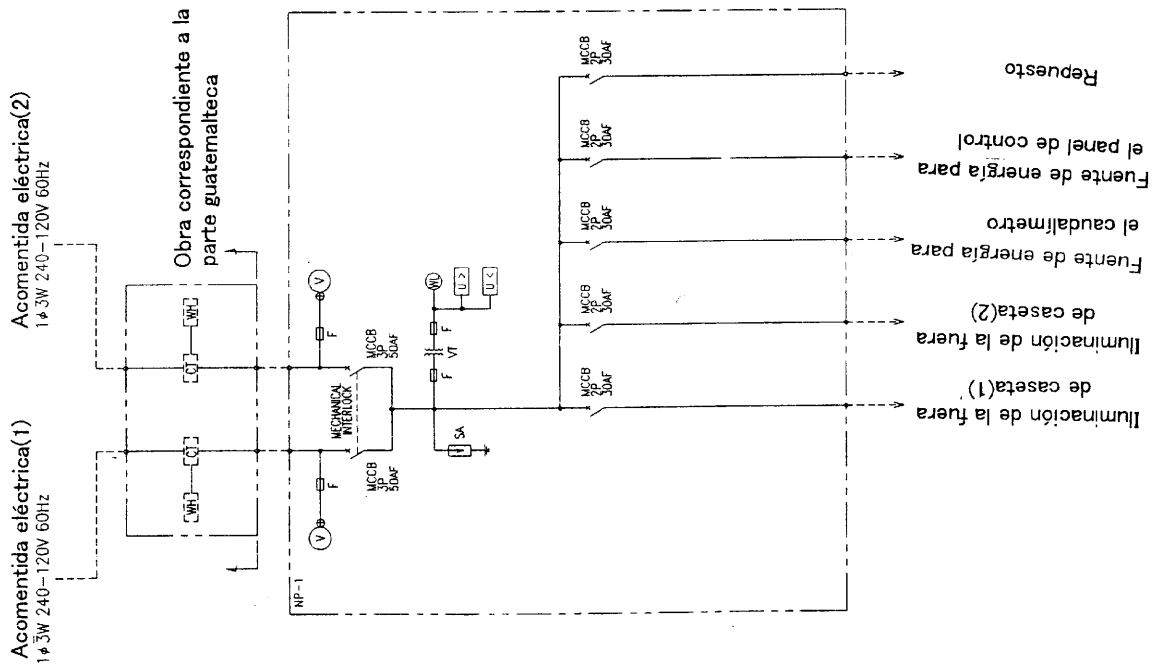 Acomentida eléctrica(1)
1φ3W 240-120V 60Hz
Acomentida eléctrica(2)
1φ3W 240-120V 60Hz
Obra correspondiente a la
parte guatemalteca
WH
CT
CT
WH
NP-1
V
F
F
V
MECHANICAL
INTERLOCK
MCCB
3P
50AF
MCCB
3P
50AF
SA
F
VT
F
WL
U >
U <
MCCB
2P
30AF
MCCB
2P
30AF
MCCB
2P
30AF
MCCB
2P
30AF
MCCB
2P
30AF
Iluminación de la fuera
de caseta(1)
Iluminación de la fuera
de caseta(2)
Fuente de energía para
el caudalímetro
Fuente de energía para
el panel de control
Repuesto